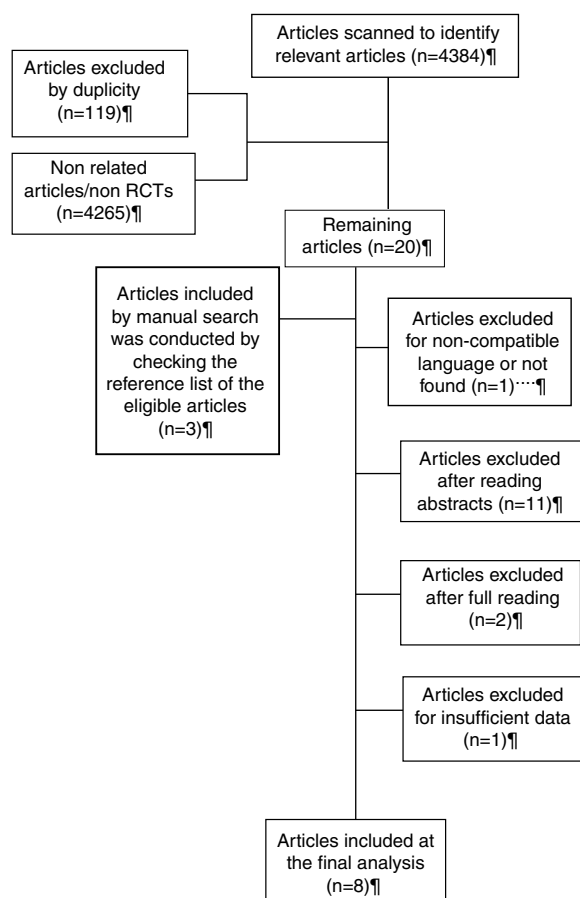 Articles scanned to identify
relevant articles (n=4384)¶
Articles excluded
by duplicity
(n=119)¶
Non related
articles/non RCTs
(n=4265)¶
Remaining
articles (n=20)¶
Articles included
by manual search
was conducted by
checking the
reference list of the
eligible articles
(n=3)¶
Articles excluded
for non-compatible
language or not
found (n=1)····¶
Articles excluded
after reading
abstracts (n=11)¶
Articles excluded
after full reading
(n=2)¶
Articles excluded
for insufficient data
(n=1)¶
Articles included at
the final analysis
(n=8)¶